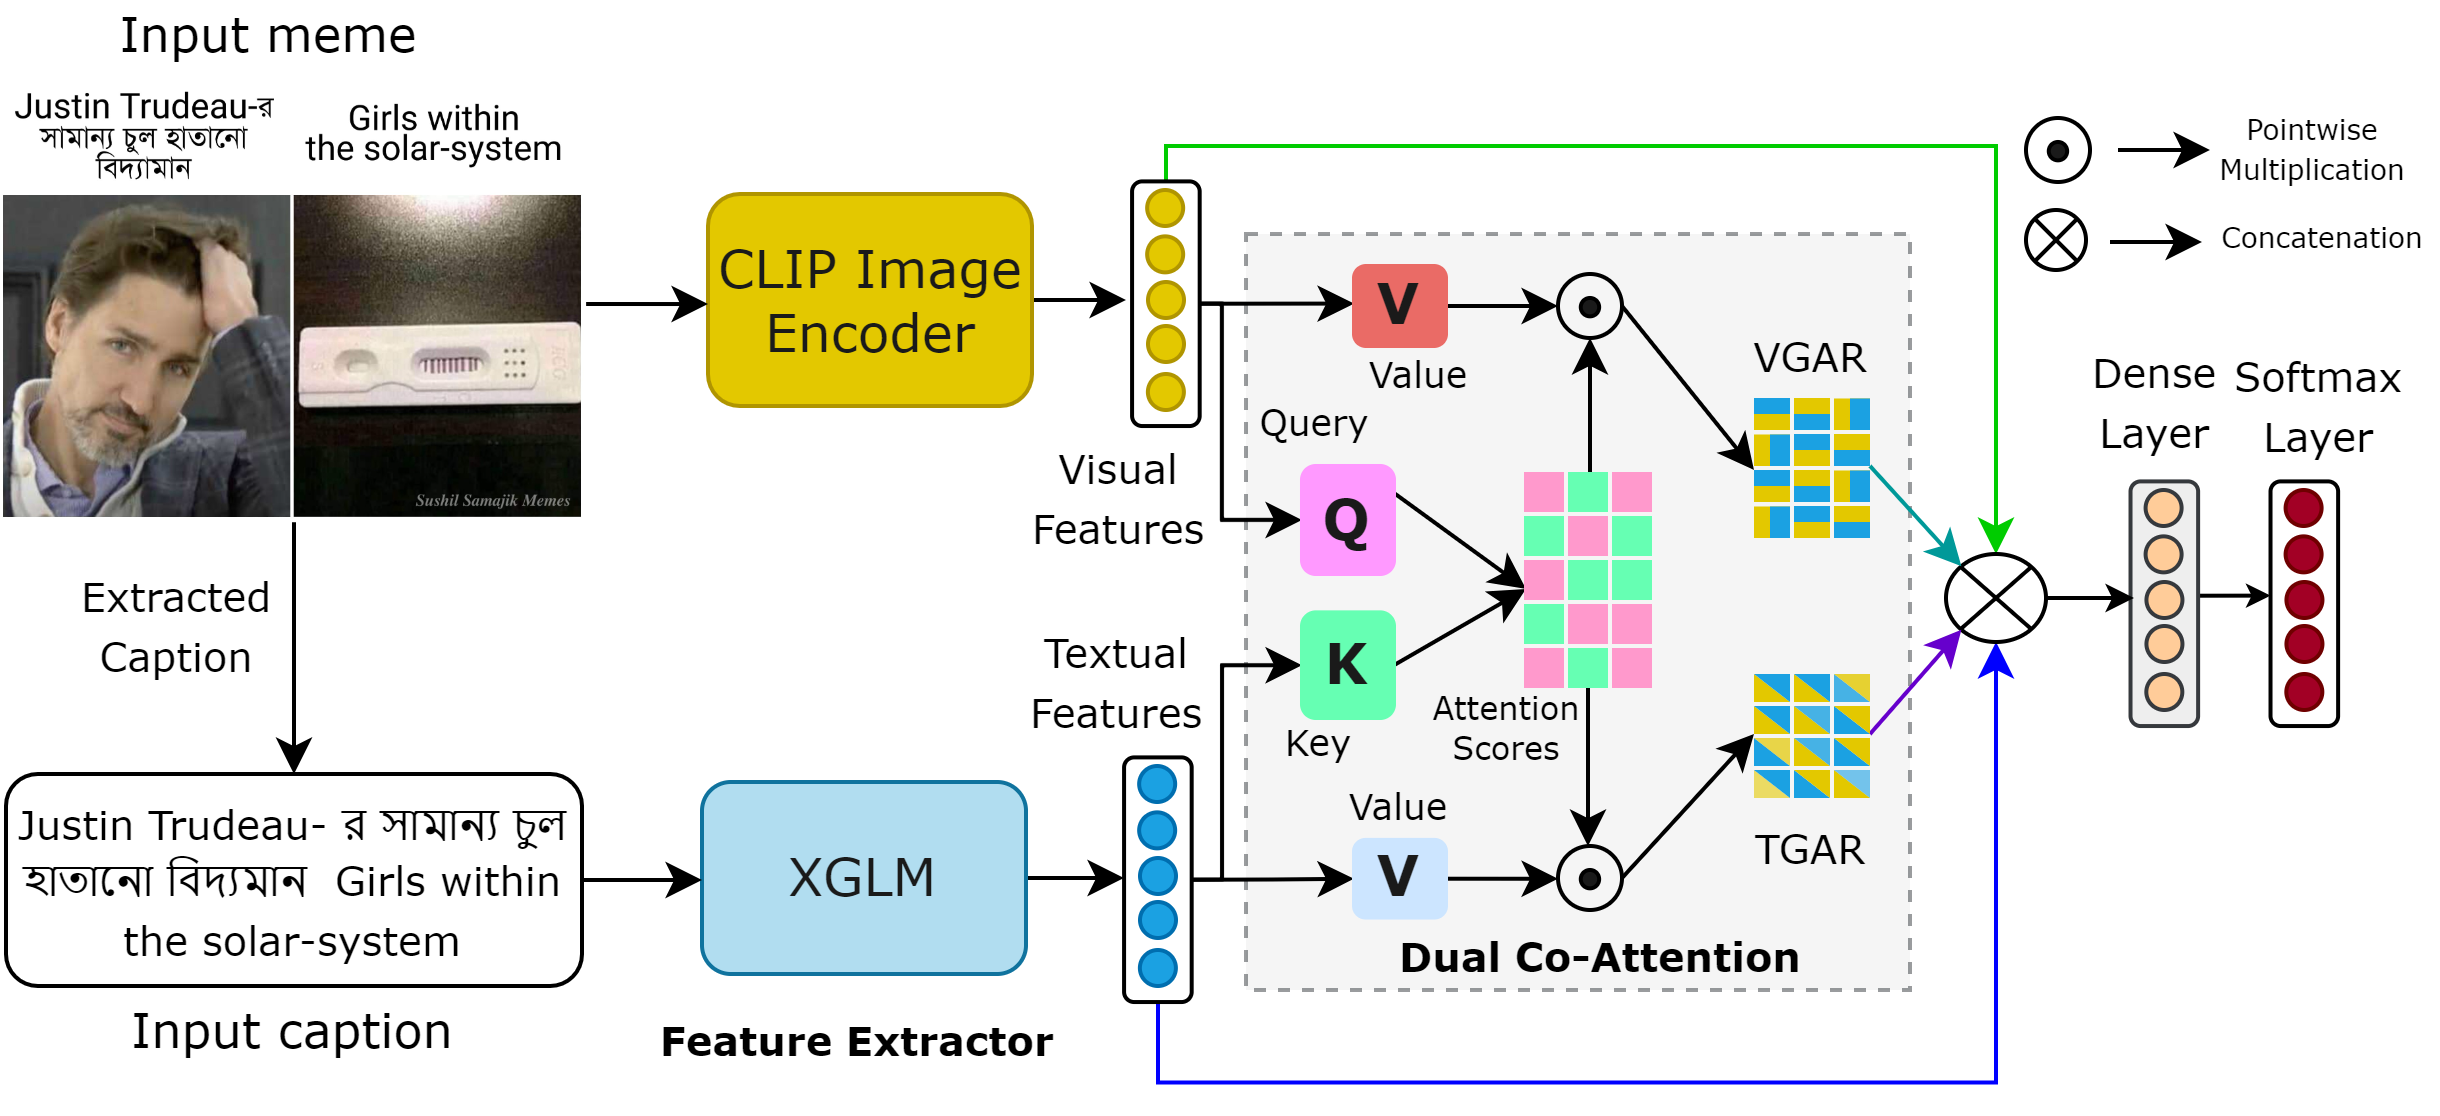 Input meme
Justin Trudeau-র
সামান্য চুল হাতানো
বিদ্যামান
Girls within
the solar-system
Sushil Samajik Memes
Extracted
Caption
Justin Trudeau- র সামান্য চুল
হাতানো বিদ্যমান Girls within
the solar-system
Input caption
CLIP Image
Encoder
XGLM
Feature Extractor
Visual
Features
Textual
Features
V
Value
Query
Q
K
Key
Value
V
Attention
Scores
VGAR
TGAR
Dual Co-Attention
Pointwise
Multiplication
Concatenation
Dense
Layer
Softmax
Layer